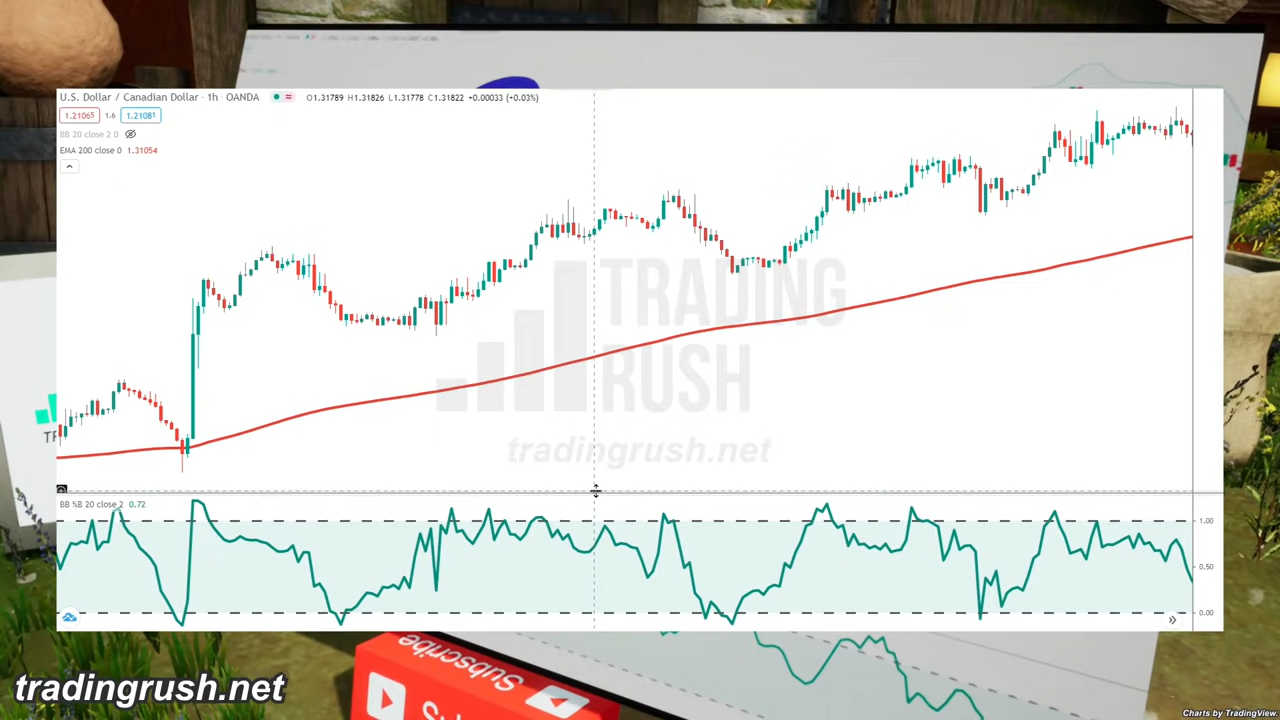 U.S. Dollar / Canadian Dollar · 1h · OANDA
O1.31789 H1.31826 L1.31778 C1.31822 +0.00033 (+0.03%)
1.21065 1.6 1.21081
BB 20 close 2 0
EMA 200 close 0 1.31054
TRADING
RUSH
tradingrush.net
BB %B 20 close 2 0.72
1.00
0.50
0.00
Subscribe
tradingrush.net
Charts by TradingView.